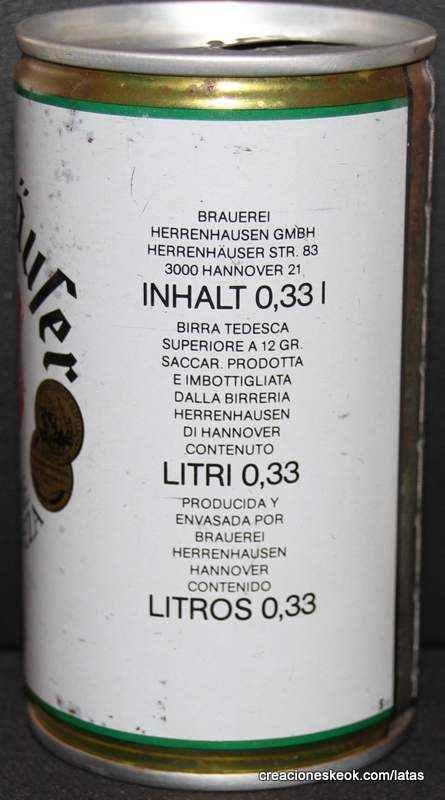 äuser
BRAUEREI
HERRENHAUSEN GMBH
HERRENHÄUSER STR. 83
3000 HANNOVER 21
INHALT 0,33 l
BIRRA TEDESCA
SUPERIORE A 12 GR.
SACCAR. PRODOTTA
E IMBOTTIGLIATA
DALLA BIRRERIA
HERRENHAUSEN
DI HANNOVER
CONTENUTO
LITRI 0,33
PRODUCIDA Y
ENVASADA POR
BRAUEREI
HERRENHAUSEN
HANNOVER
CONTENIDO
LITROS 0,33
creacioneskeok.com/latas